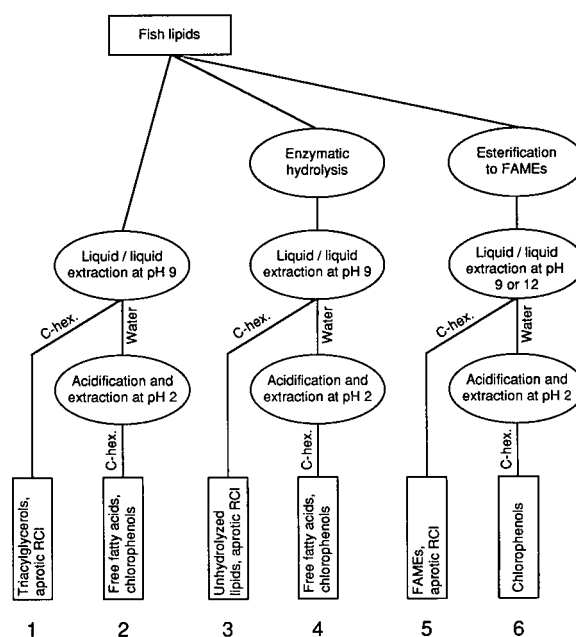 Fish lipids
Enzymatic
hydrolysis
Esterification
to FAMEs
Liquid / liquid
extraction at pH 9
Liquid / liquid
extraction at pH 9
Liquid / liquid
extraction at pH
9 or 12
C-hex.
Water
C-hex.
Water
C-hex.
Water
Acidification and
extraction at pH 2
Acidification and
extraction at pH 2
Acidification and
extraction at pH 2
C-hex.
C-hex.
C-hex.
Triacylglycerols,
aprotic RCl
Free fatty acids,
chlorophenols
Unhydrolyzed
lipids, aprotic RCl
Free fatty acids,
chlorophenols
FAMEs,
aprotic RCl
Chlorophenols
1 2 3 4 5 6